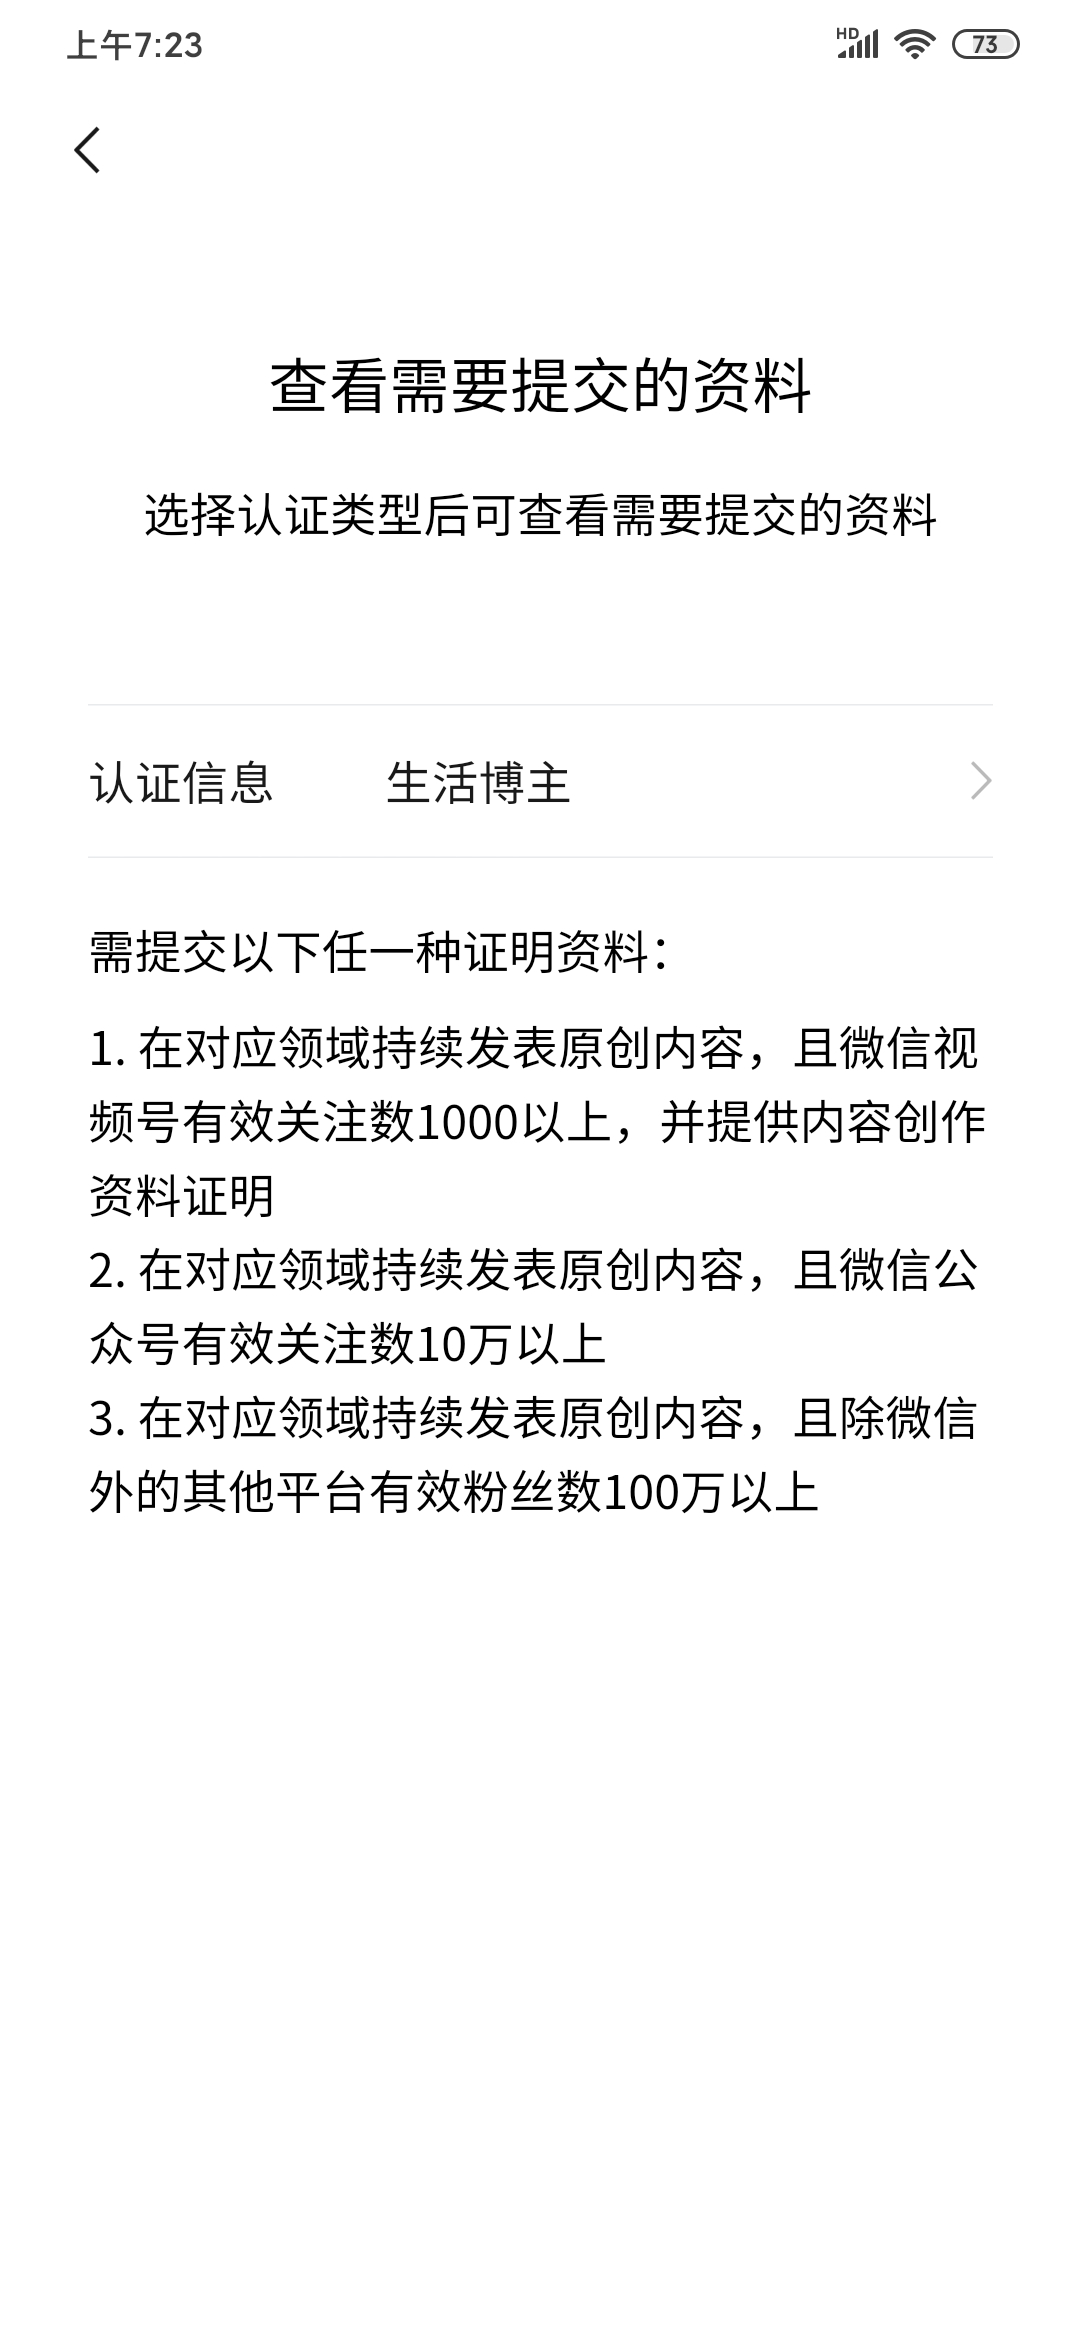 上午7:23
HD
73
查看需要提交的资料
选择认证类型后可查看需要提交的资料
认证信息 生活博主
需提交以下任一种证明资料：
1. 在对应领域持续发表原创内容，且微信视
频号有效关注数1000以上，并提供内容创作
资料证明
2. 在对应领域持续发表原创内容，且微信公
众号有效关注数10万以上
3. 在对应领域持续发表原创内容，且除微信
外的其他平台有效粉丝数100万以上